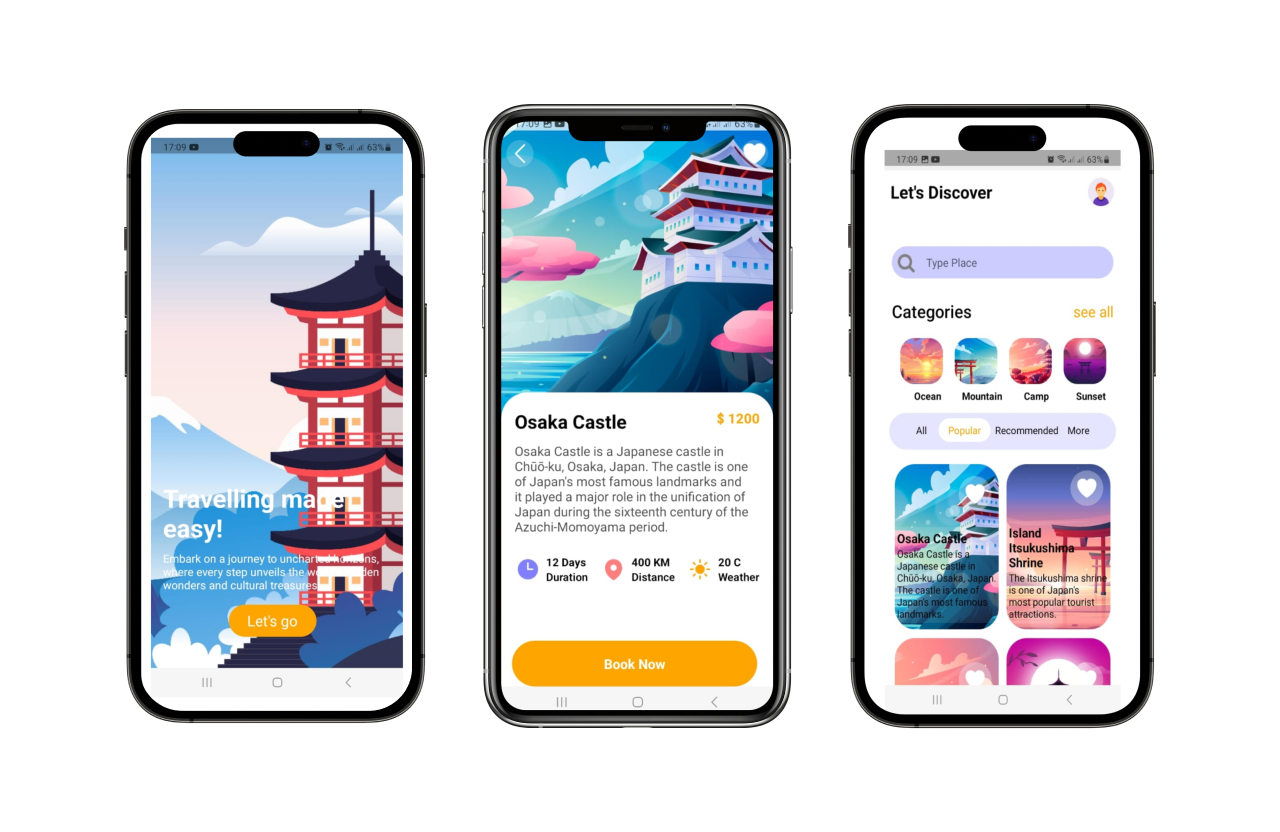 17:09
63%
Travelling made
easy!
Embark on a journey to uncharted horizons,
where every step unveils the
wonders and cultural treasures
Let's go
17:09
63%
Osaka Castle
$ 1200
Osaka Castle is a Japanese castle in
Chūō-ku, Osaka, Japan. The castle is one
of Japan's most famous landmarks and
it played a major role in the unification of
Japan during the sixteenth century of the
Azuchi-Momoyama period.
12 Days
Duration
400 KM
Distance
20 C
Weather
Book Now
17:09
63%
Let's Discover
Type Place
Categories
see all
Ocean Mountain Camp Sunset
All Popular Recommended More
Osaka Castle
Osaka Castle is a
Japanese castle in
Chūō-ku, Osaka, Japan.
The castle is one of
Japan's most famous
landmarks.
Island
Itsukushima
Shrine
The Itsukushima shrine
is one of Japan's
most popular tourist
attractions.